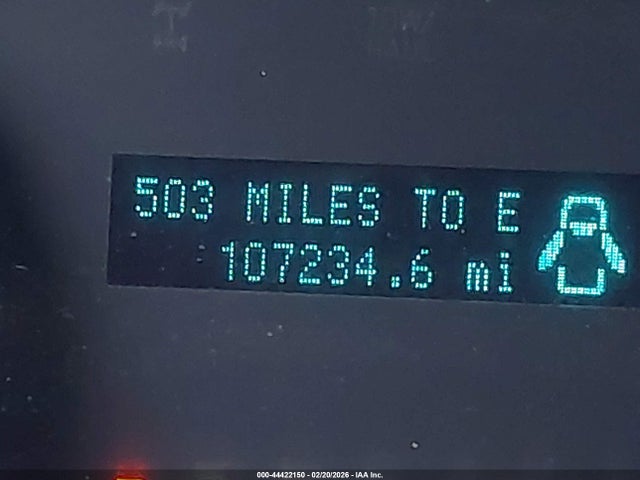 503 MILES TO E
107234.6 mi
000-44422150 - 02/20/2026 - IAA Inc.